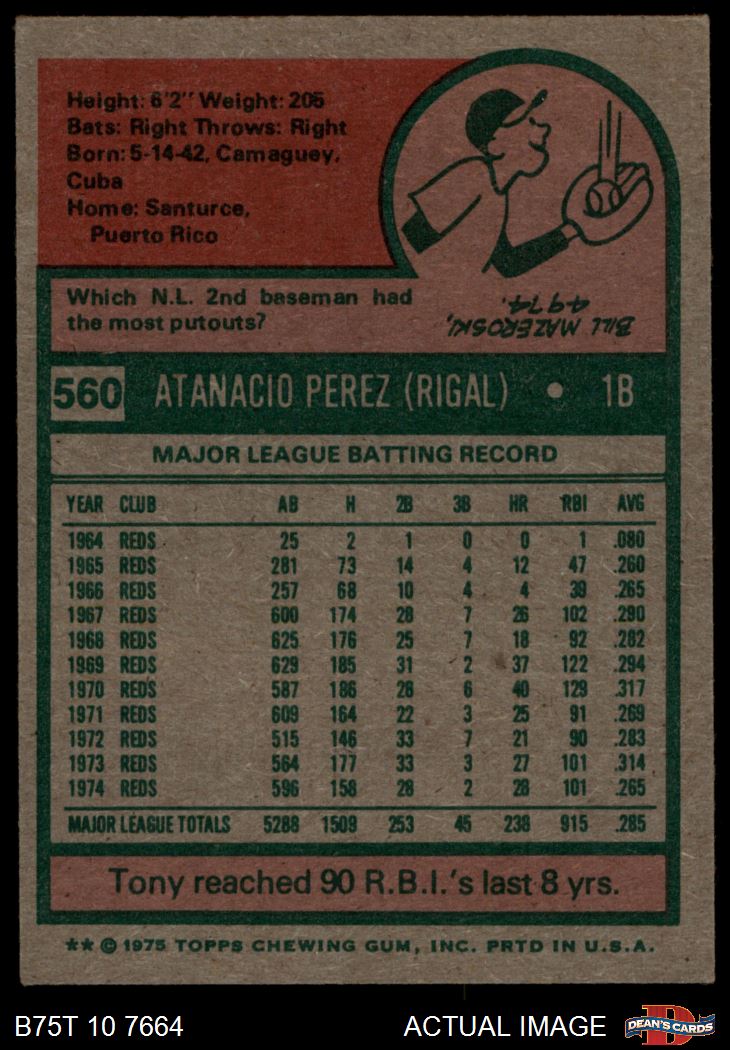 Height: 6'2" Weight: 205
Bats: Right Throws: Right
Born: 5-14-42, Camaguey,
Cuba
Home: Santurce,
Puerto Rico
Which N.L. 2nd baseman had
the most putouts?
BILL MAZEROSKI,
4974.
560 ATANACIO PEREZ (RIGAL) • 1B
MAJOR LEAGUE BATTING RECORD
YEAR CLUB AB H 2B 3B HR RBI AVG
1964 REDS 25 2 1 0 0 1 .080
1965 REDS 281 73 14 4 12 47 .260
1966 REDS 257 68 10 4 4 39 .265
1967 REDS 600 174 28 7 26 102 .290
1968 REDS 625 176 25 7 18 92 .282
1969 REDS 629 185 31 2 37 122 .294
1970 REDS 587 186 28 6 40 129 .317
1971 REDS 609 164 22 3 25 91 .269
1972 REDS 515 146 33 7 21 90 .283
1973 REDS 564 177 33 3 27 101 .314
1974 REDS 596 158 28 2 28 101 .265
MAJOR LEAGUE TOTALS 5288 1509 253 45 238 915 .285
Tony reached 90 R.B.I.'s last 8 yrs.
** © 1975 TOPPS CHEWING GUM, INC. PRTD IN U.S.A.
B75T 10 7664 ACTUAL IMAGE DEAN'S CARDS